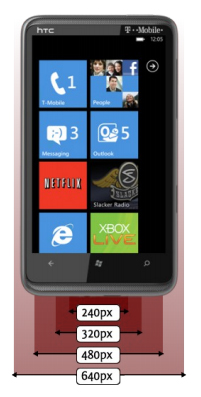 htc
T··Mobile·
12:05
1
T-Mobile
People
3
Messaging
5
Outlook
NETFLIX
Slacker Radio
XBOX
LIVE
240px
320px
480px
640px